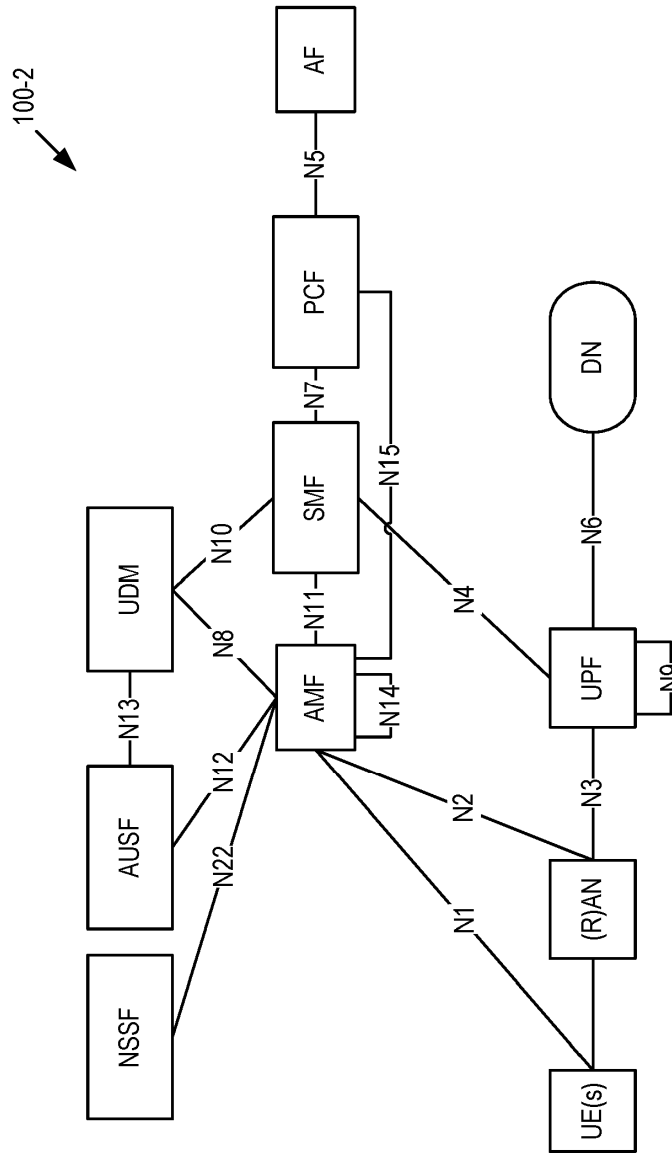 100-2
NSSF
AUSF
N13
UDM
N22
N12
N8
N10
AMF
N11
SMF
N7
PCF
N5
AF
N14
N15
N1
N2
N4
UE(s)
(R)AN
N3
UPF
N6
DN
N9